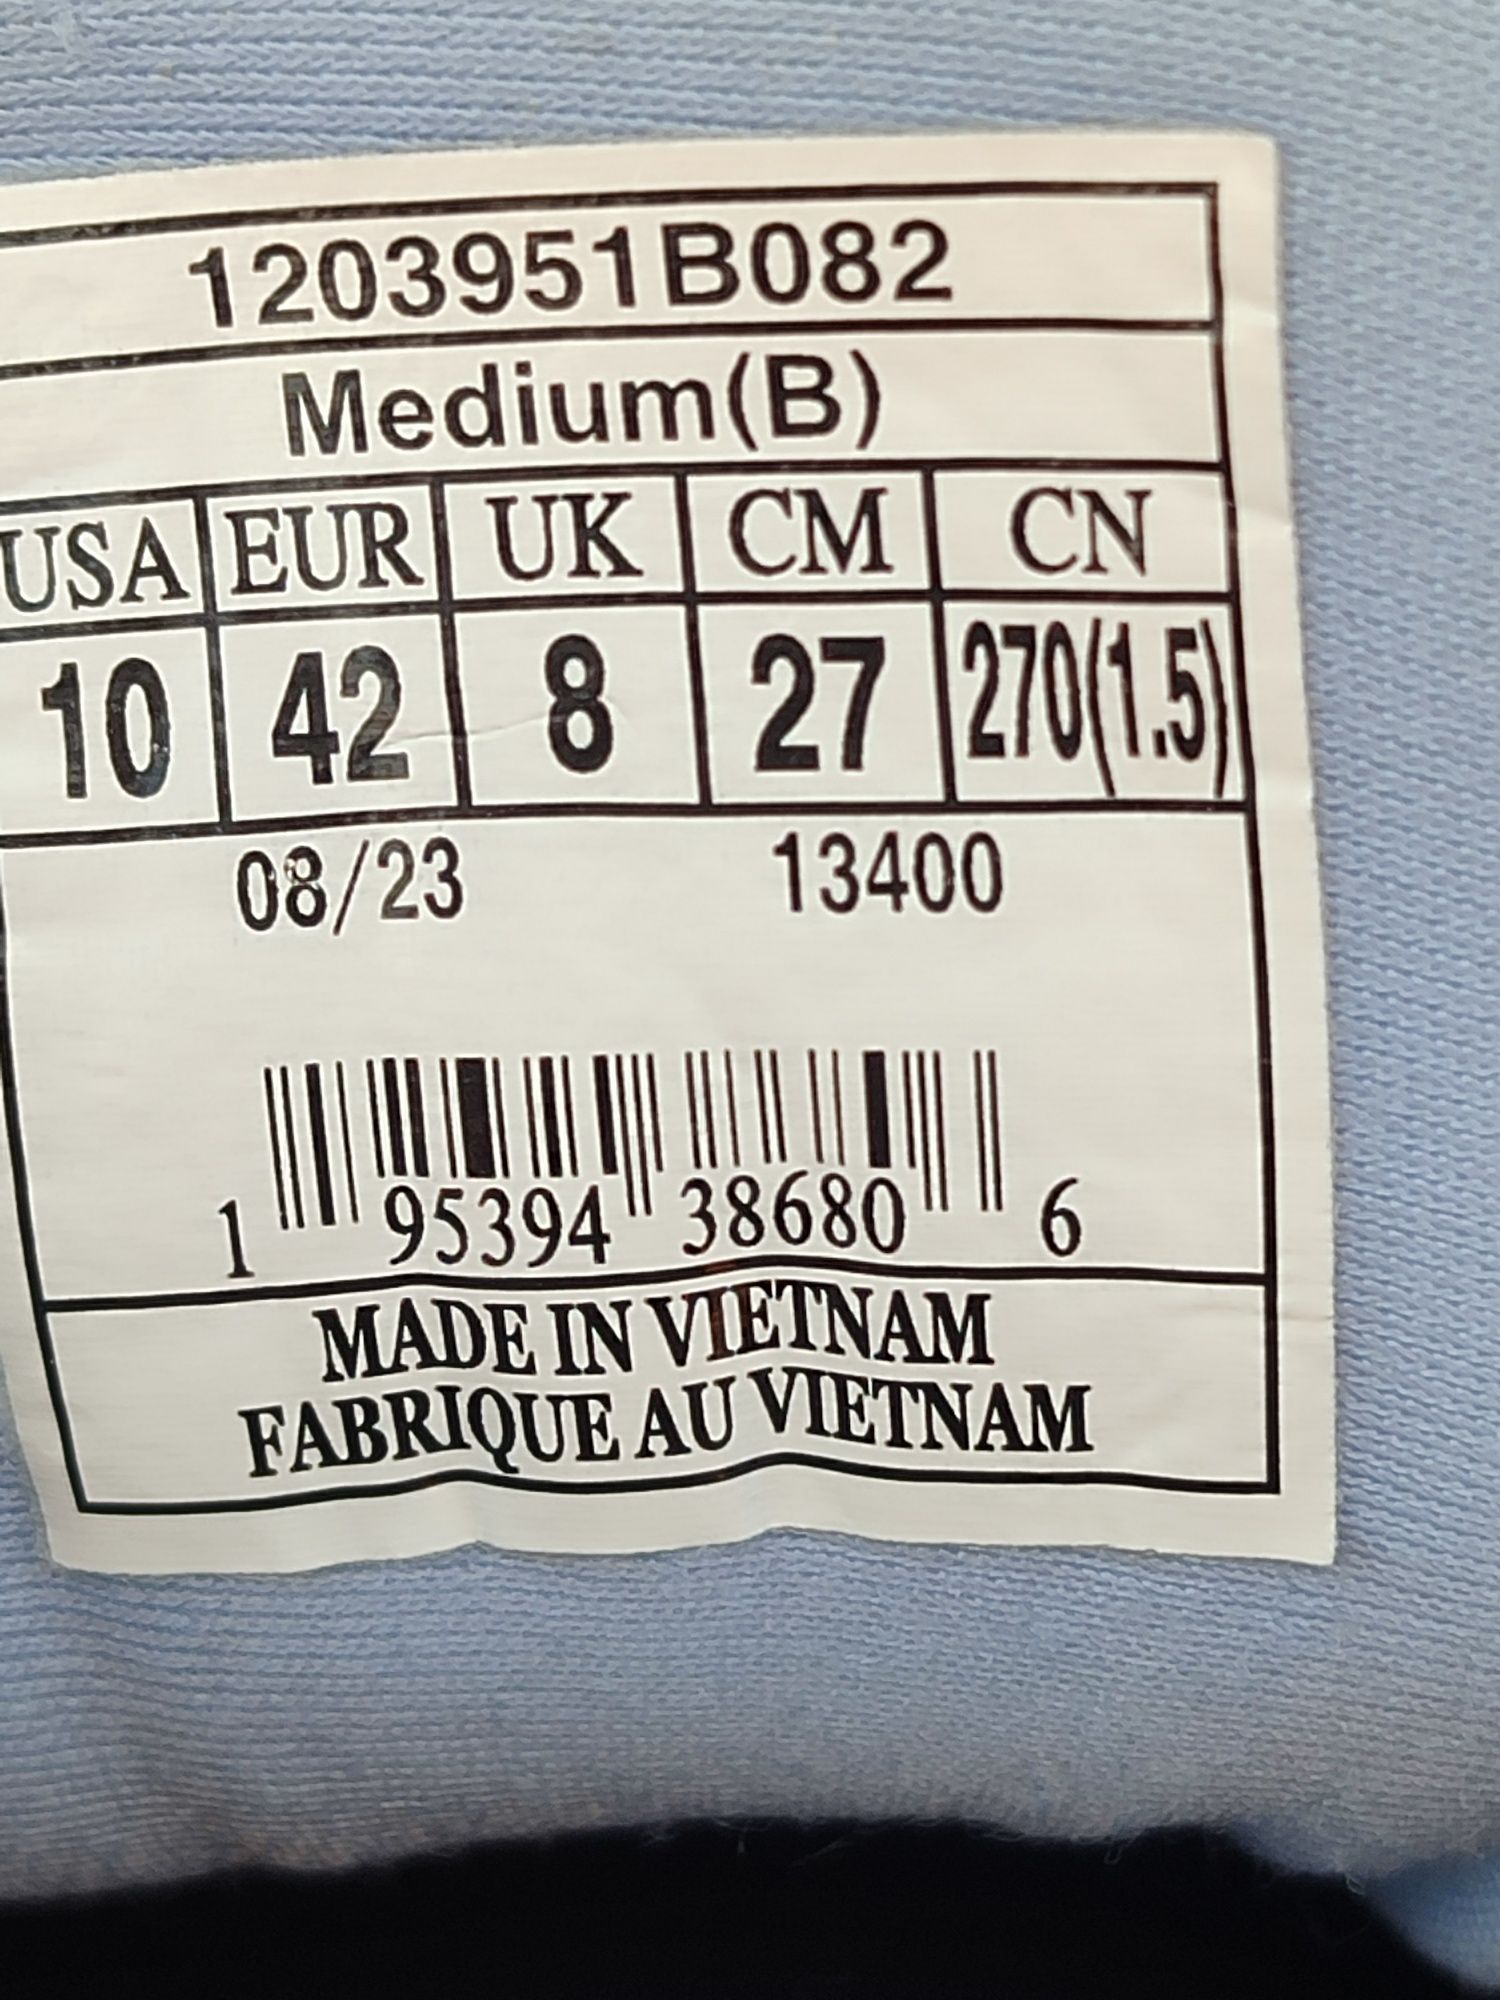 1203951B082
Medium(B)
USA EUR UK CM CN
10 42 8 27 270(1.5)
08/23 13400
1 95394 38680 6
MADE IN VIETNAM
FABRIQUE AU VIETNAM